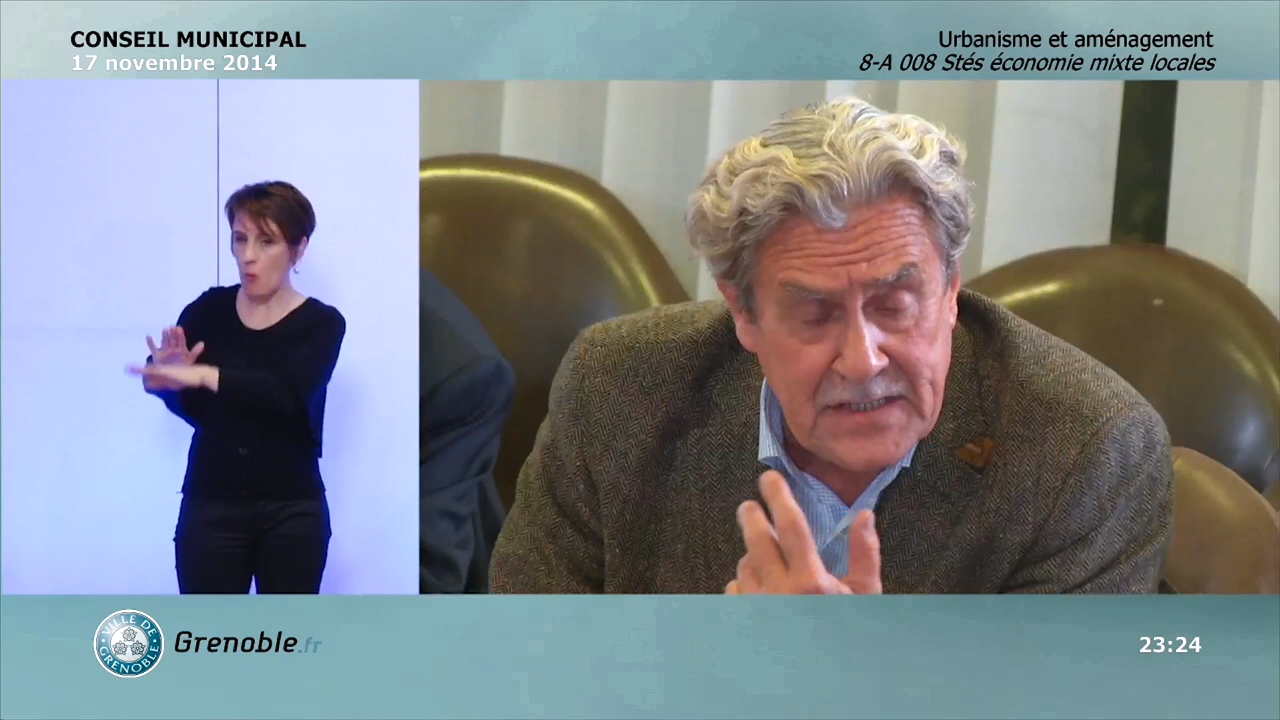 CONSEIL MUNICIPAL
17 novembre 2014
Urbanisme et aménagement
8-A 008 Stés économie mixte locales
VILLE DE GRENOBLE
Grenoble.fr
23:24